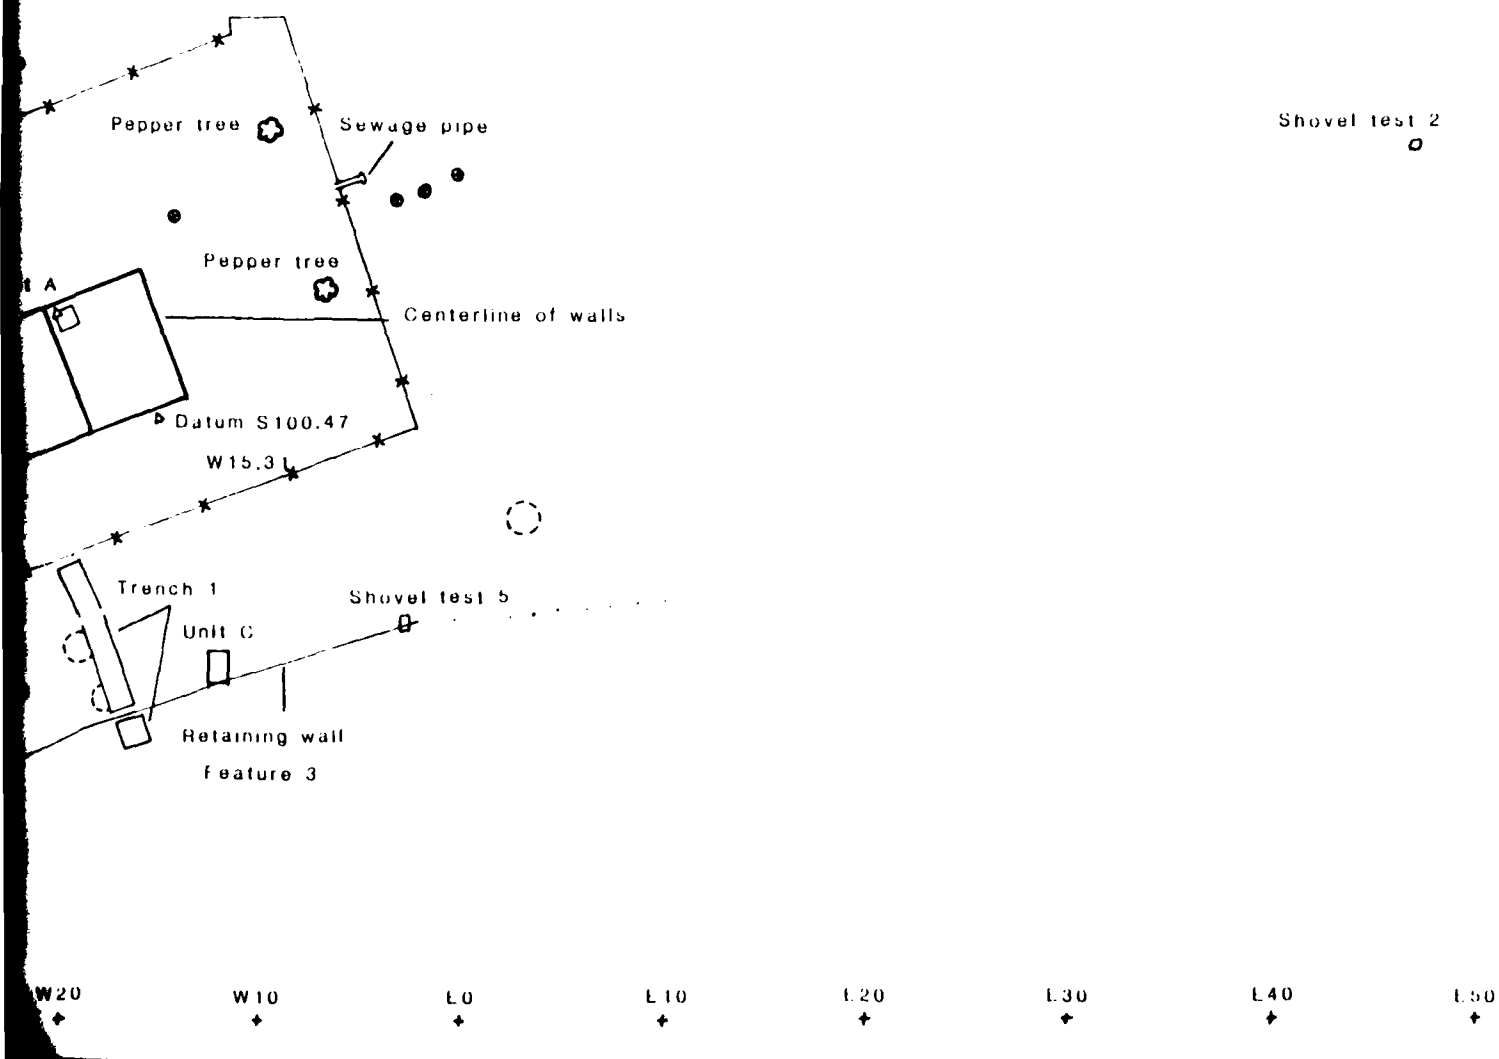 Shovel test 2
Pepper tree
Sewage pipe
Pepper tree
t A
Centerline of walls
Datum S100.47
W15.31
Trench 1
Shovel test 5
Unit C
Retaining wall
Feature 3
W20 W10 E0 E10 E20 E30 E40 E50